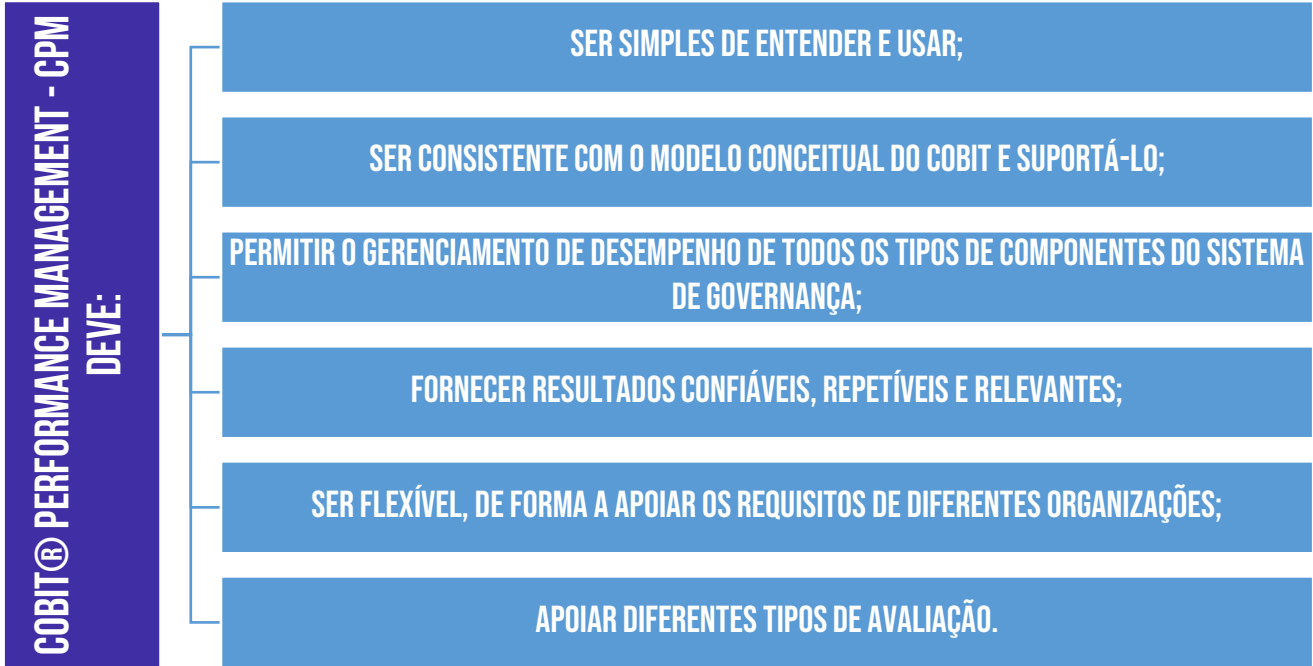 COBIT® PERFORMANCE MANAGEMENT - CPM
DEVE:
SER SIMPLES DE ENTENDER E USAR;
SER CONSISTENTE COM O MODELO CONCEITUAL DO COBIT E SUPORTÁ-LO;
PERMITIR O GERENCIAMENTO DE DESEMPENHO DE TODOS OS TIPOS DE COMPONENTES DO SISTEMA
DE GOVERNANÇA;
FORNECER RESULTADOS CONFIÁVEIS, REPETÍVEIS E RELEVANTES;
SER FLEXÍVEL, DE FORMA A APOIAR OS REQUISITOS DE DIFERENTES ORGANIZAÇÕES;
APOIAR DIFERENTES TIPOS DE AVALIAÇÃO.